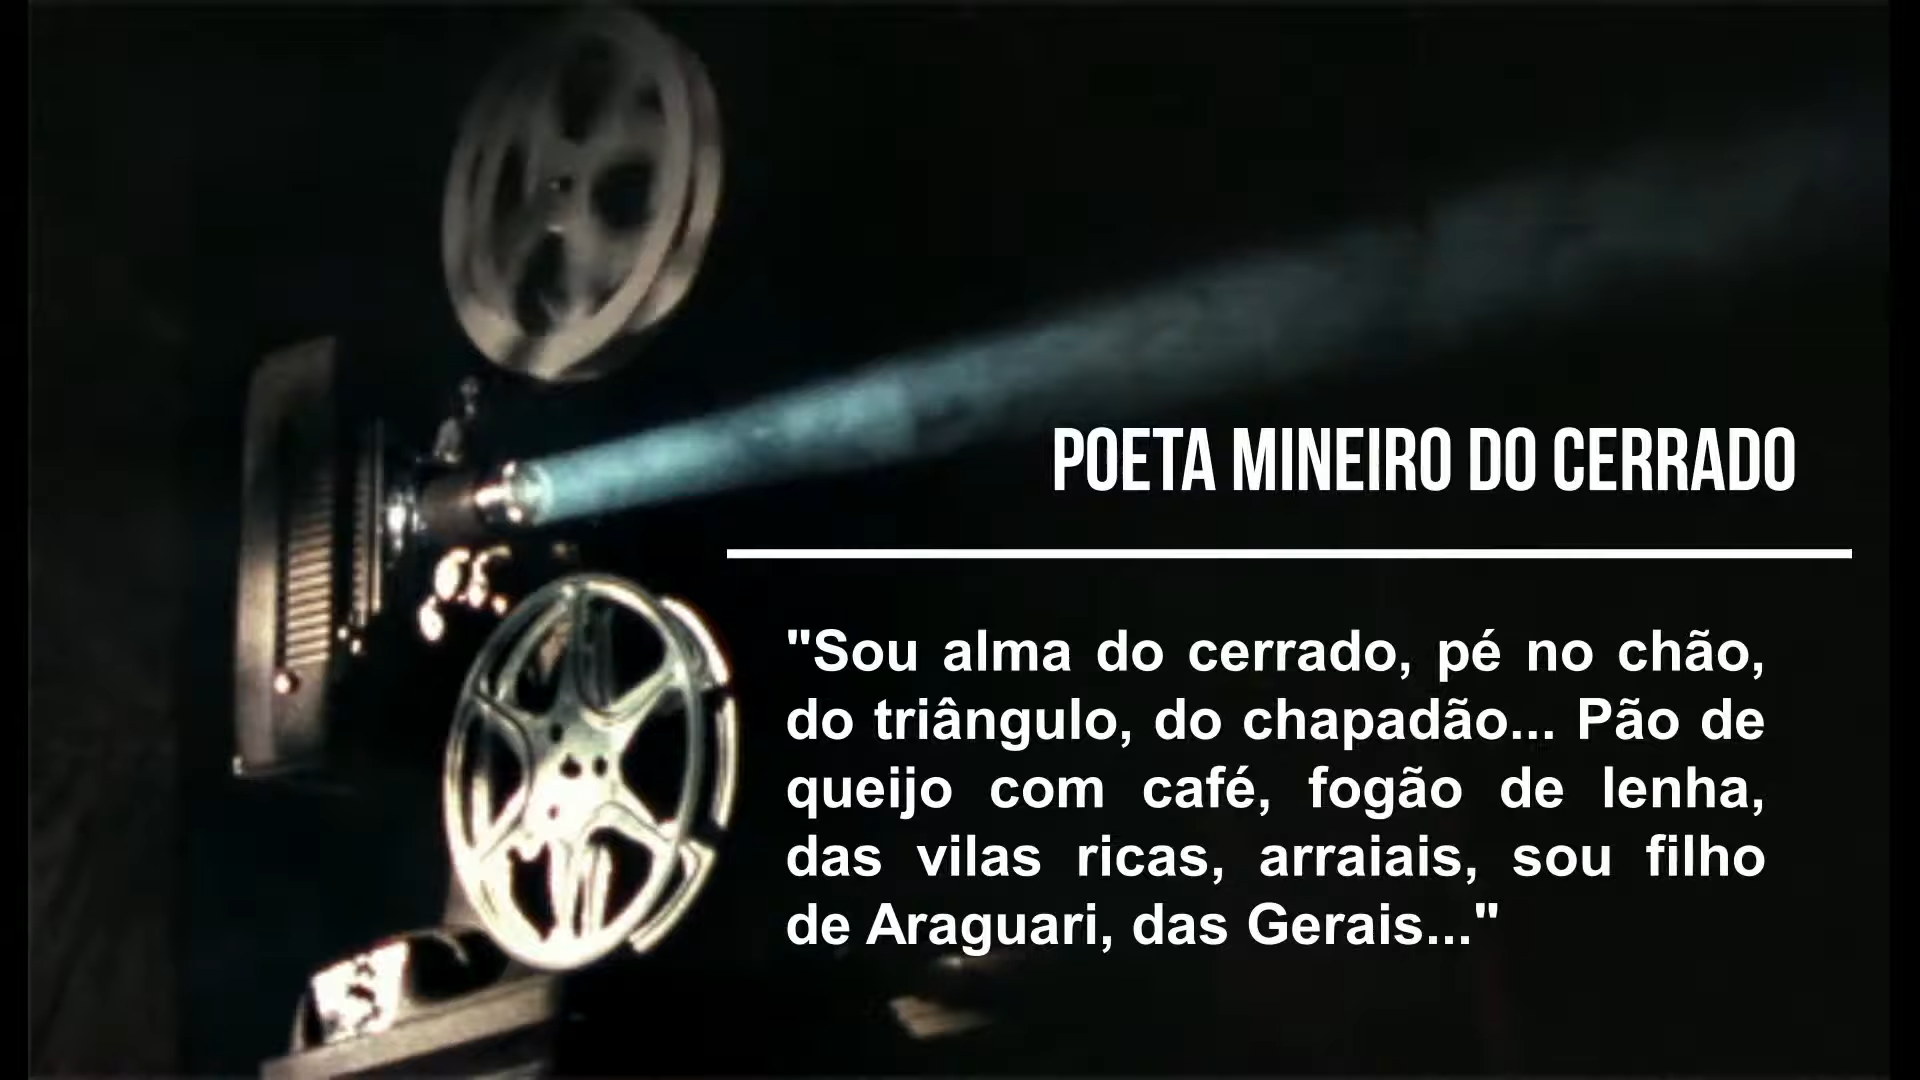 POETA MINEIRO DO CERRADO
"Sou alma do cerrado, pé no chão,
do triângulo, do chapadão... Pão de
queijo com café, fogão de lenha,
das vilas ricas, arraiais, sou filho
de Araguari, das Gerais..."